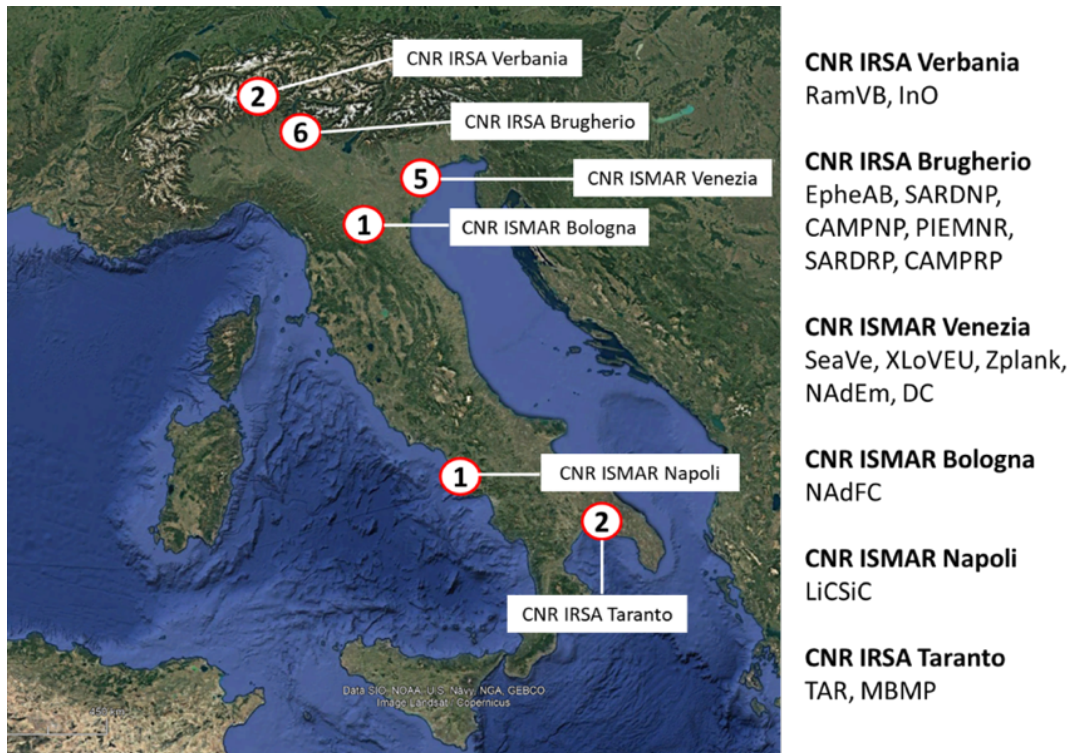 CNR IRSA Verbania
2
CNR IRSA Brugherio
6
5
CNR ISMAR Venezia
1
CNR ISMAR Bologna
1
CNR ISMAR Napoli
2
CNR IRSA Taranto
Data SIO, NOAA, U.S. Navy, NGA, GEBCO
Image Landsat / Copernicus
CNR IRSA Verbania
RamVB, InO
CNR IRSA Brugherio
EpheAB, SARDNP,
CAMPNP, PIEMNR,
SARDRP, CAMPRP
CNR ISMAR Venezia
SeaVe, XLoVEU, Zplank,
NAdEm, DC
CNR ISMAR Bologna
NAdFC
CNR ISMAR Napoli
LiCSiC
CNR IRSA Taranto
TAR, MBMP